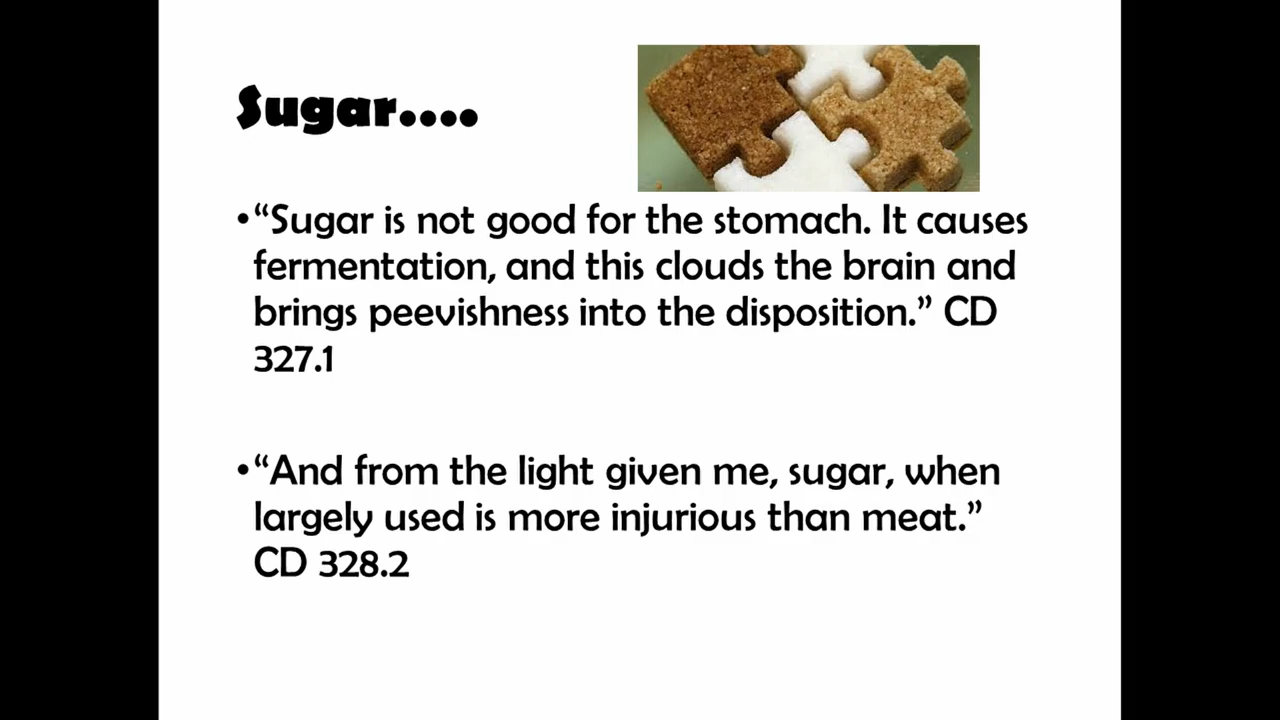 Sugar....
•“Sugar is not good for the stomach. It causes
fermentation, and this clouds the brain and
brings peevishness into the disposition.” CD
327.1
•“And from the light given me, sugar, when
largely used is more injurious than meat.”
CD 328.2